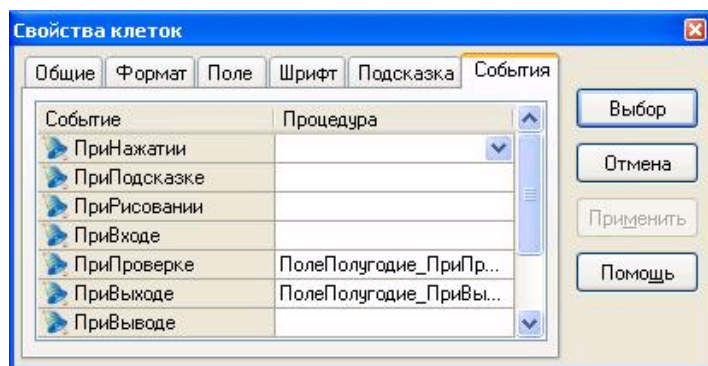 Свойства клеток
Общие Формат Поле Шрифт Подсказка События
Событие Процедура
ПриНажатии
ПриПодсказке
ПриРисовании
ПриВходе
ПриПроверке ПолеПолугодие_ПриПр...
ПриВыходе ПолеПолугодие_ПриВы...
ПриВыводе
Выбор
Отмена
Применить
Помощь